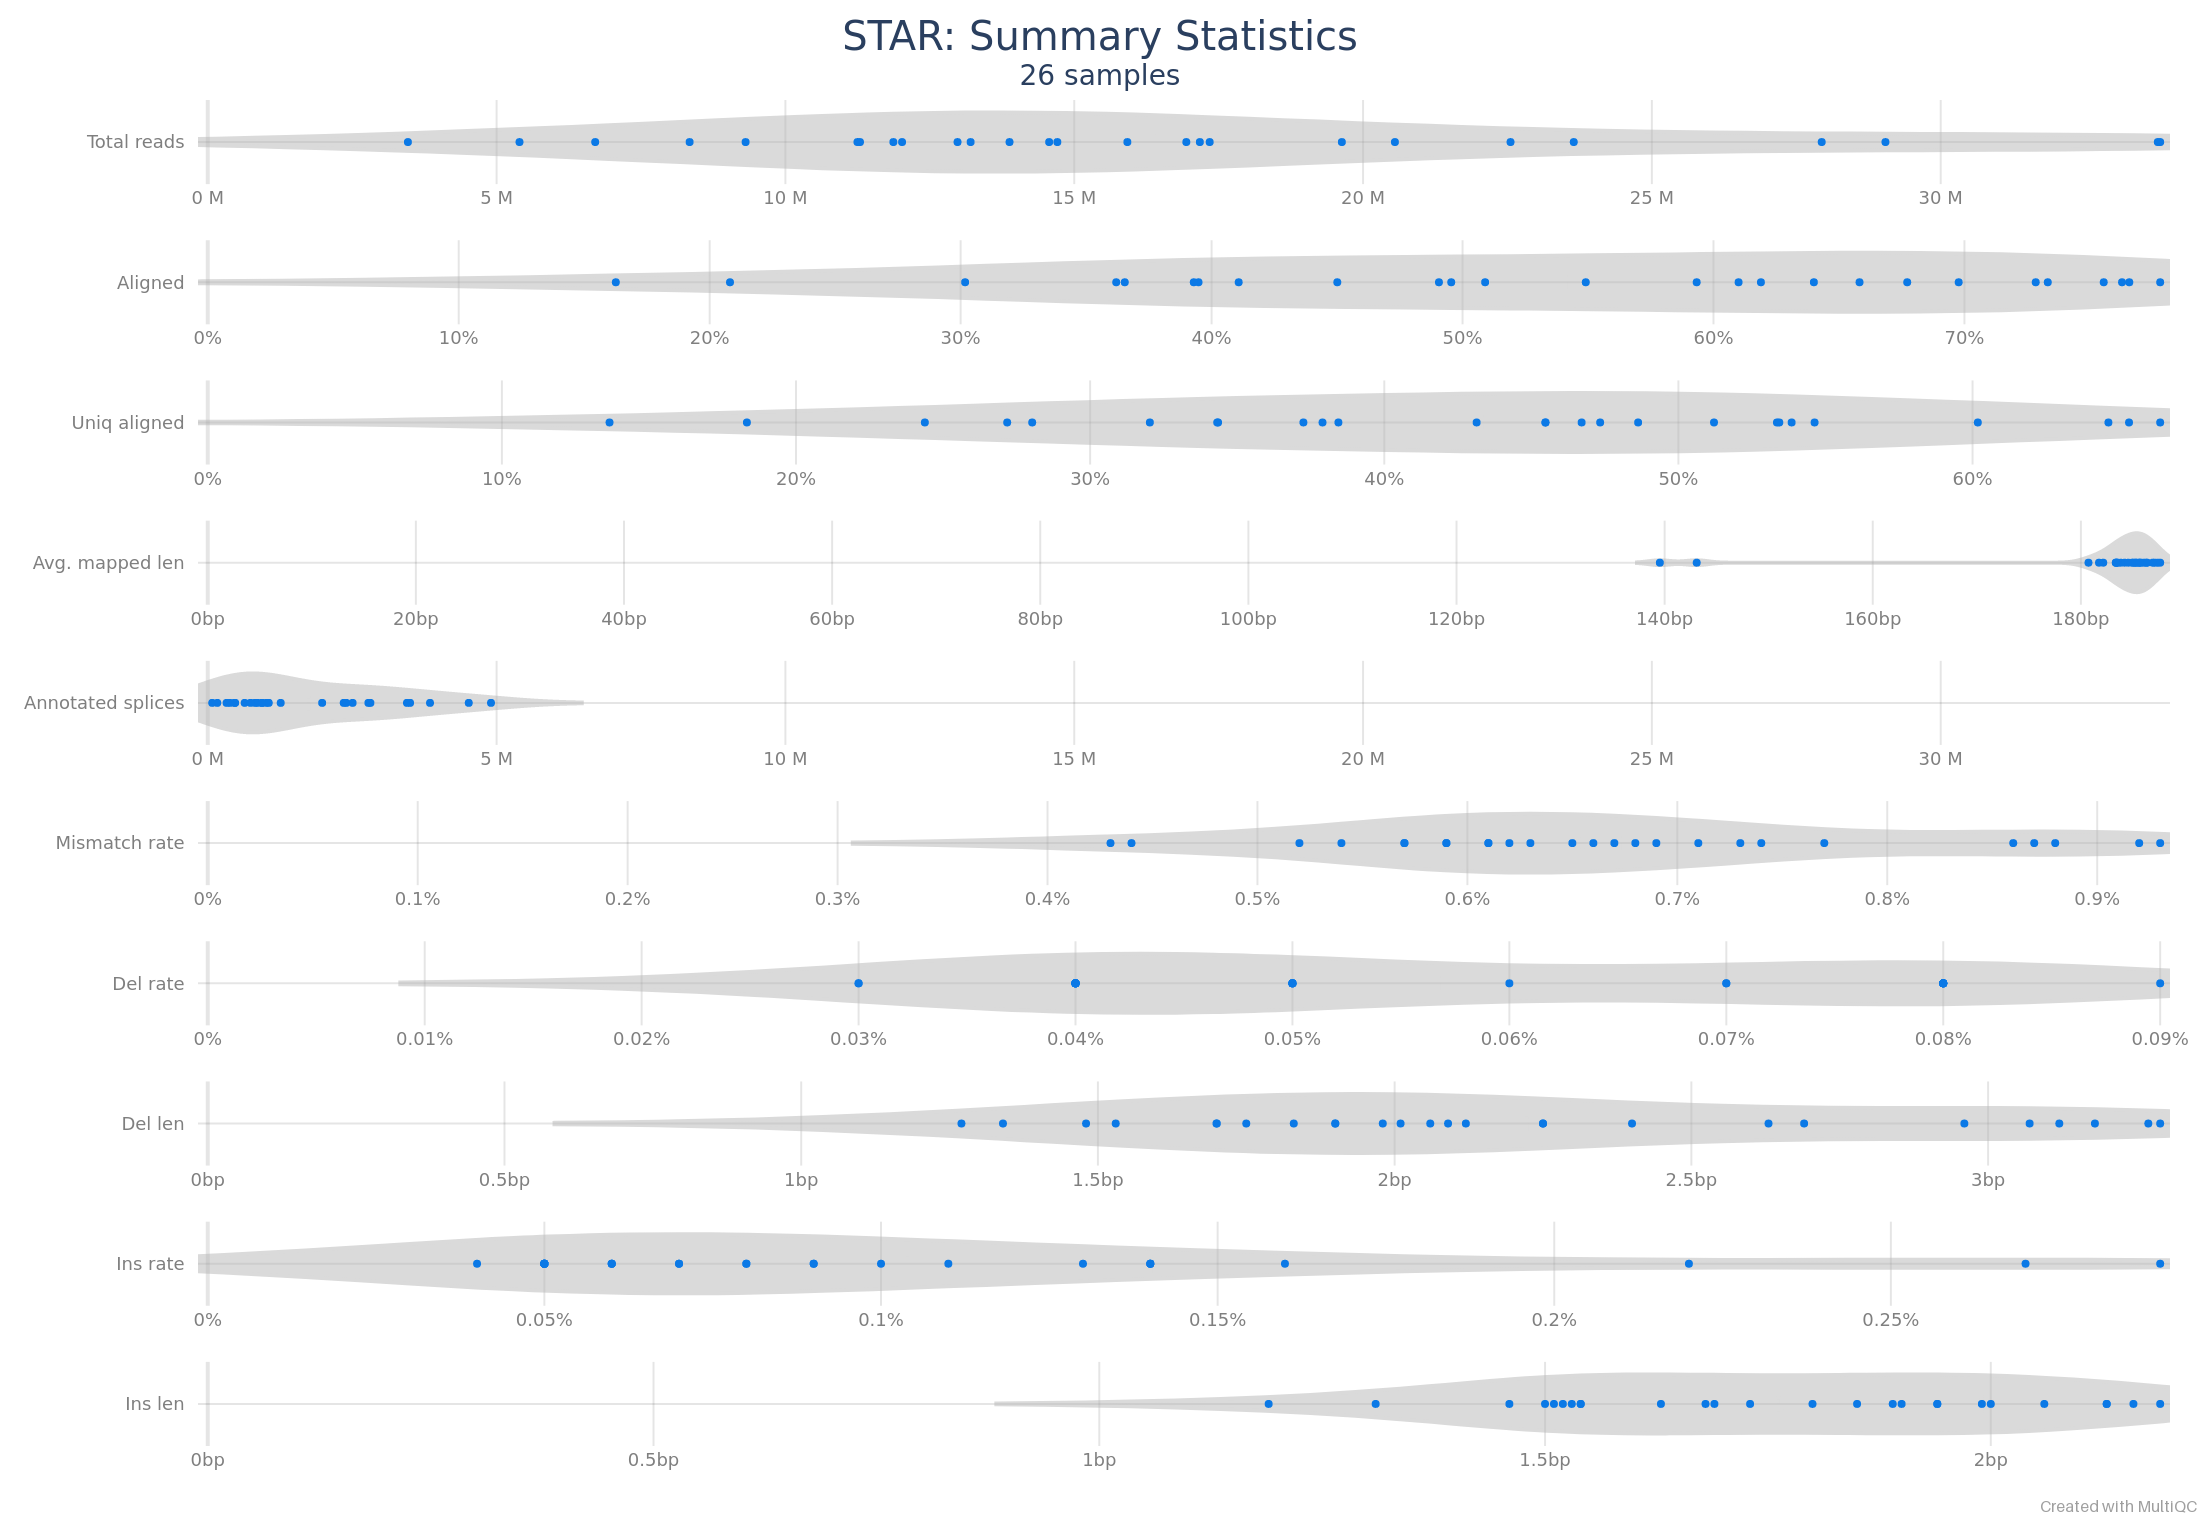 STAR: Summary Statistics
26 samples
Total reads
0 M 5 M 10 M 15 M 20 M 25 M 30 M
Aligned
0% 10% 20% 30% 40% 50% 60% 70%
Uniq aligned
0% 10% 20% 30% 40% 50% 60%
Avg. mapped len
0bp 20bp 40bp 60bp 80bp 100bp 120bp 140bp 160bp 180bp
Annotated splices
0 M 5 M 10 M 15 M 20 M 25 M 30 M
Mismatch rate
0% 0.1% 0.2% 0.3% 0.4% 0.5% 0.6% 0.7% 0.8% 0.9%
Del rate
0% 0.01% 0.02% 0.03% 0.04% 0.05% 0.06% 0.07% 0.08% 0.09%
Del len
0bp 0.5bp 1bp 1.5bp 2bp 2.5bp 3bp
Ins rate
0% 0.05% 0.1% 0.15% 0.2% 0.25%
Ins len
0bp 0.5bp 1bp 1.5bp 2bp
Created with MultiQC